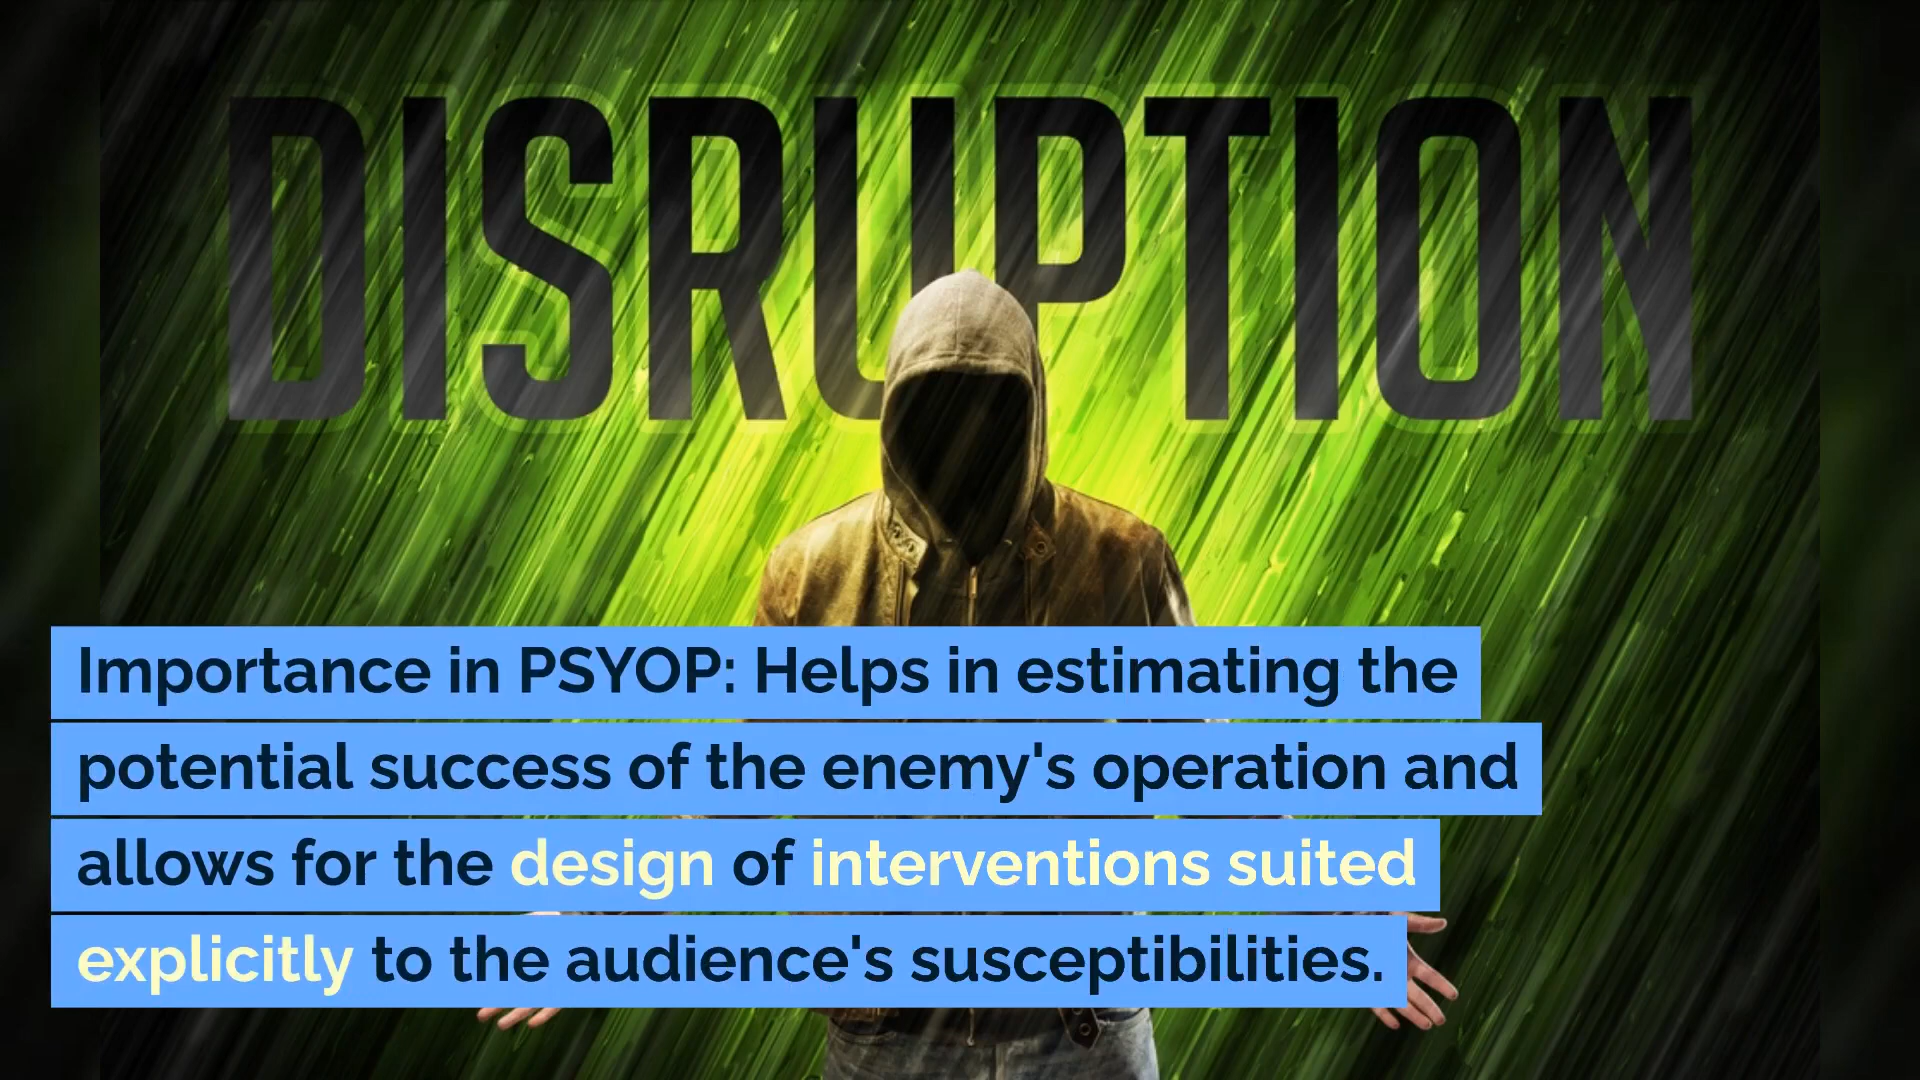 DISRUPTION
Importance in PSYOP: Helps in estimating the
potential success of the enemy's operation and
allows for the design of interventions suited
explicitly to the audience's susceptibilities.